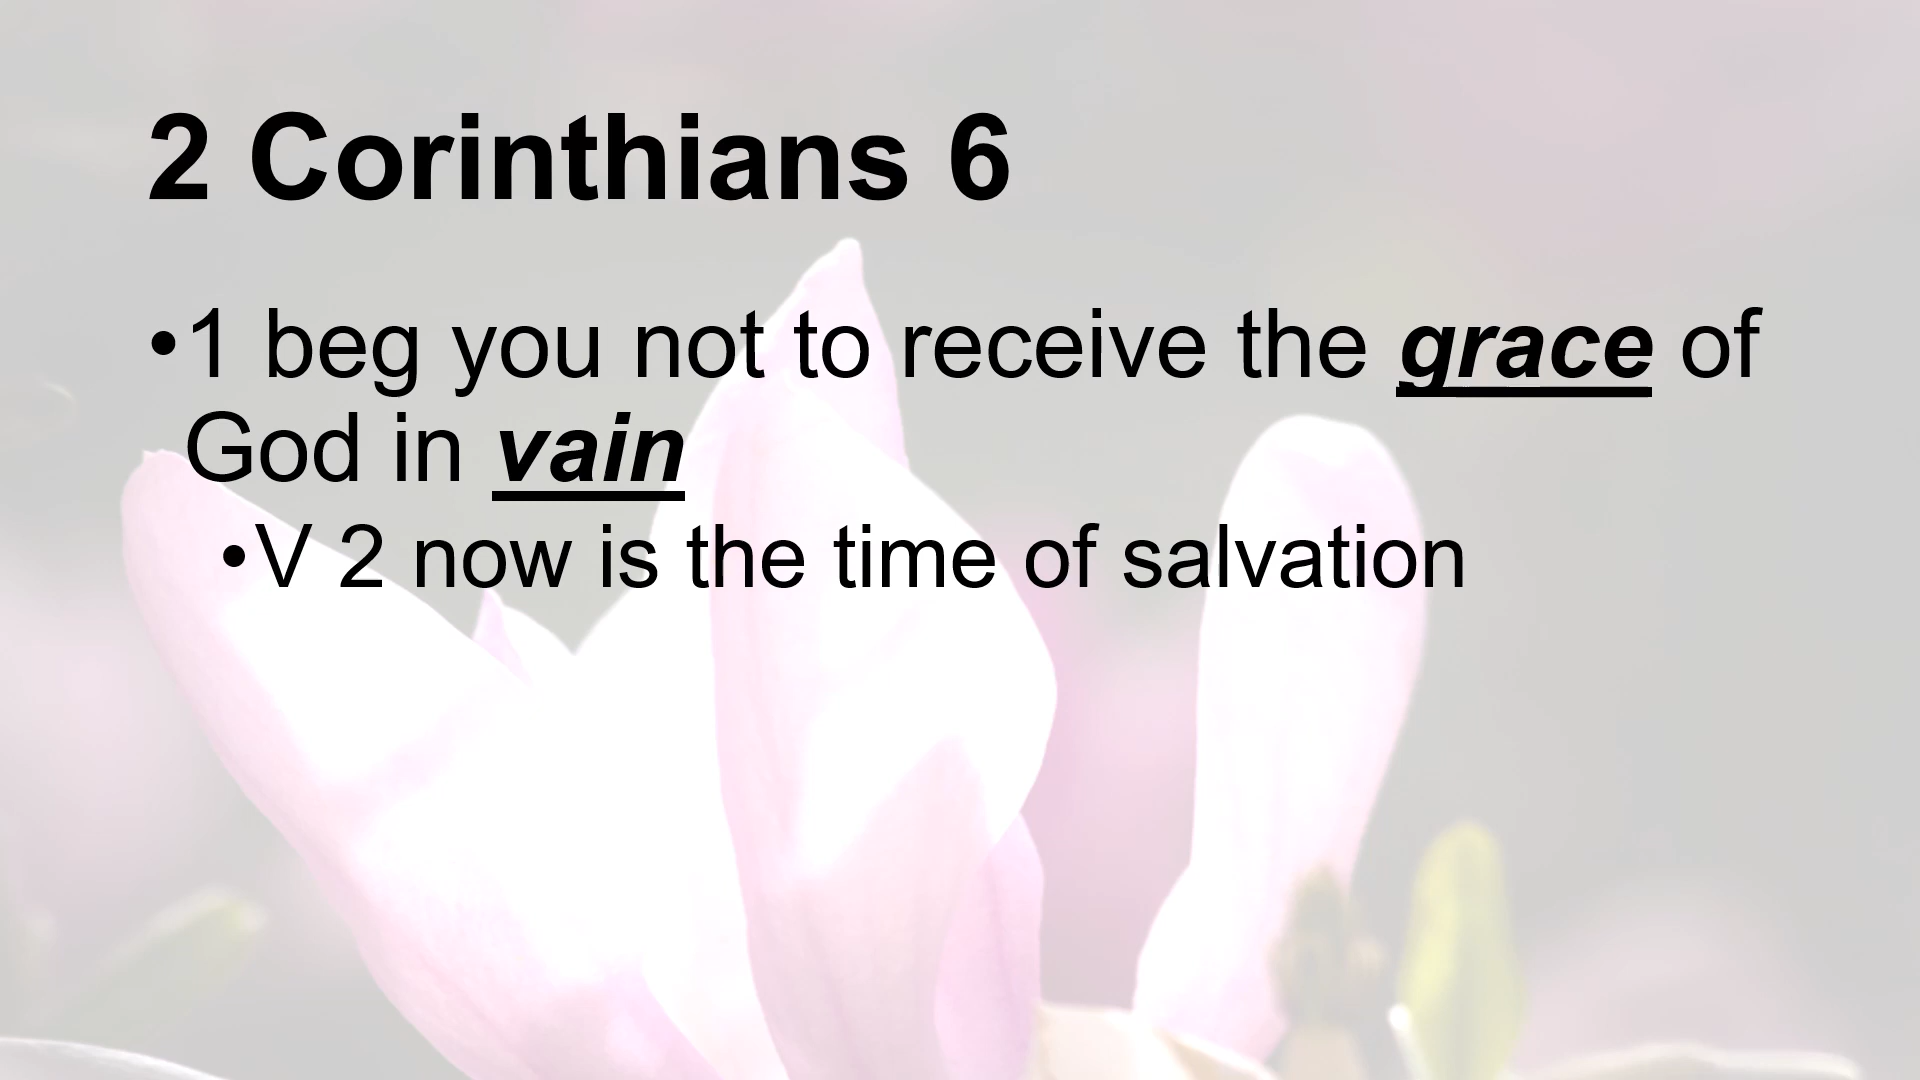 2 Corinthians 6
•1 beg you not to receive the grace of
God in vain
•V 2 now is the time of salvation